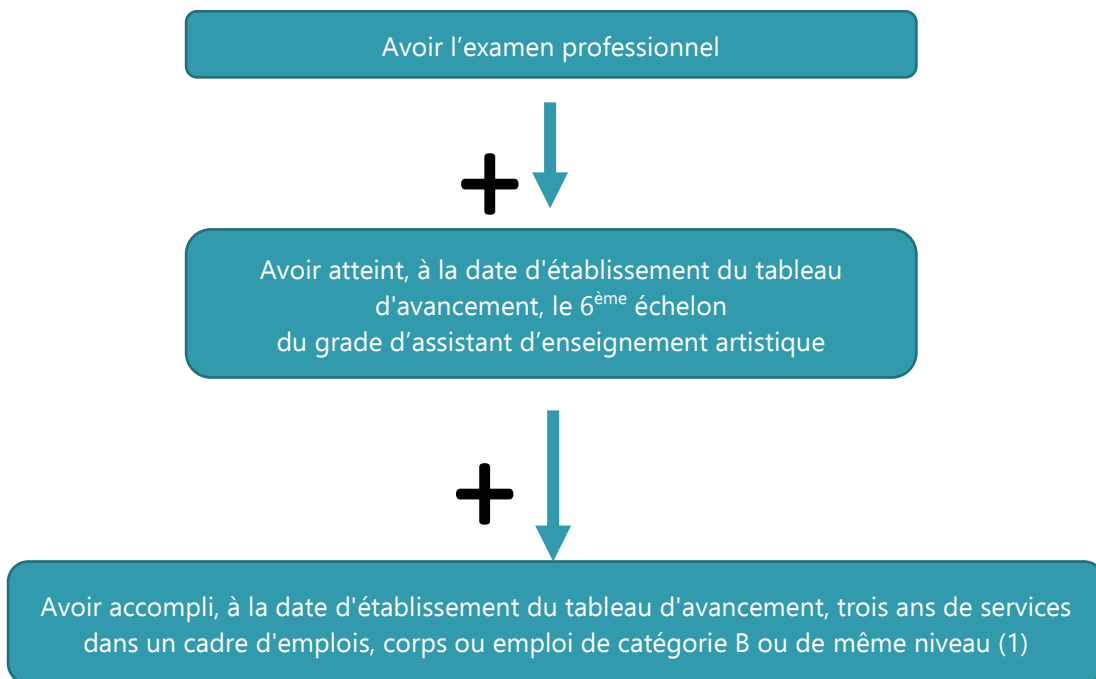 Avoir l’examen professionnel
Avoir atteint, à la date d'établissement du tableau
d'avancement, le 6ème échelon
du grade d’assistant d’enseignement artistique
Avoir accompli, à la date d'établissement du tableau d'avancement, trois ans de services
dans un cadre d'emplois, corps ou emploi de catégorie B ou de même niveau (1)